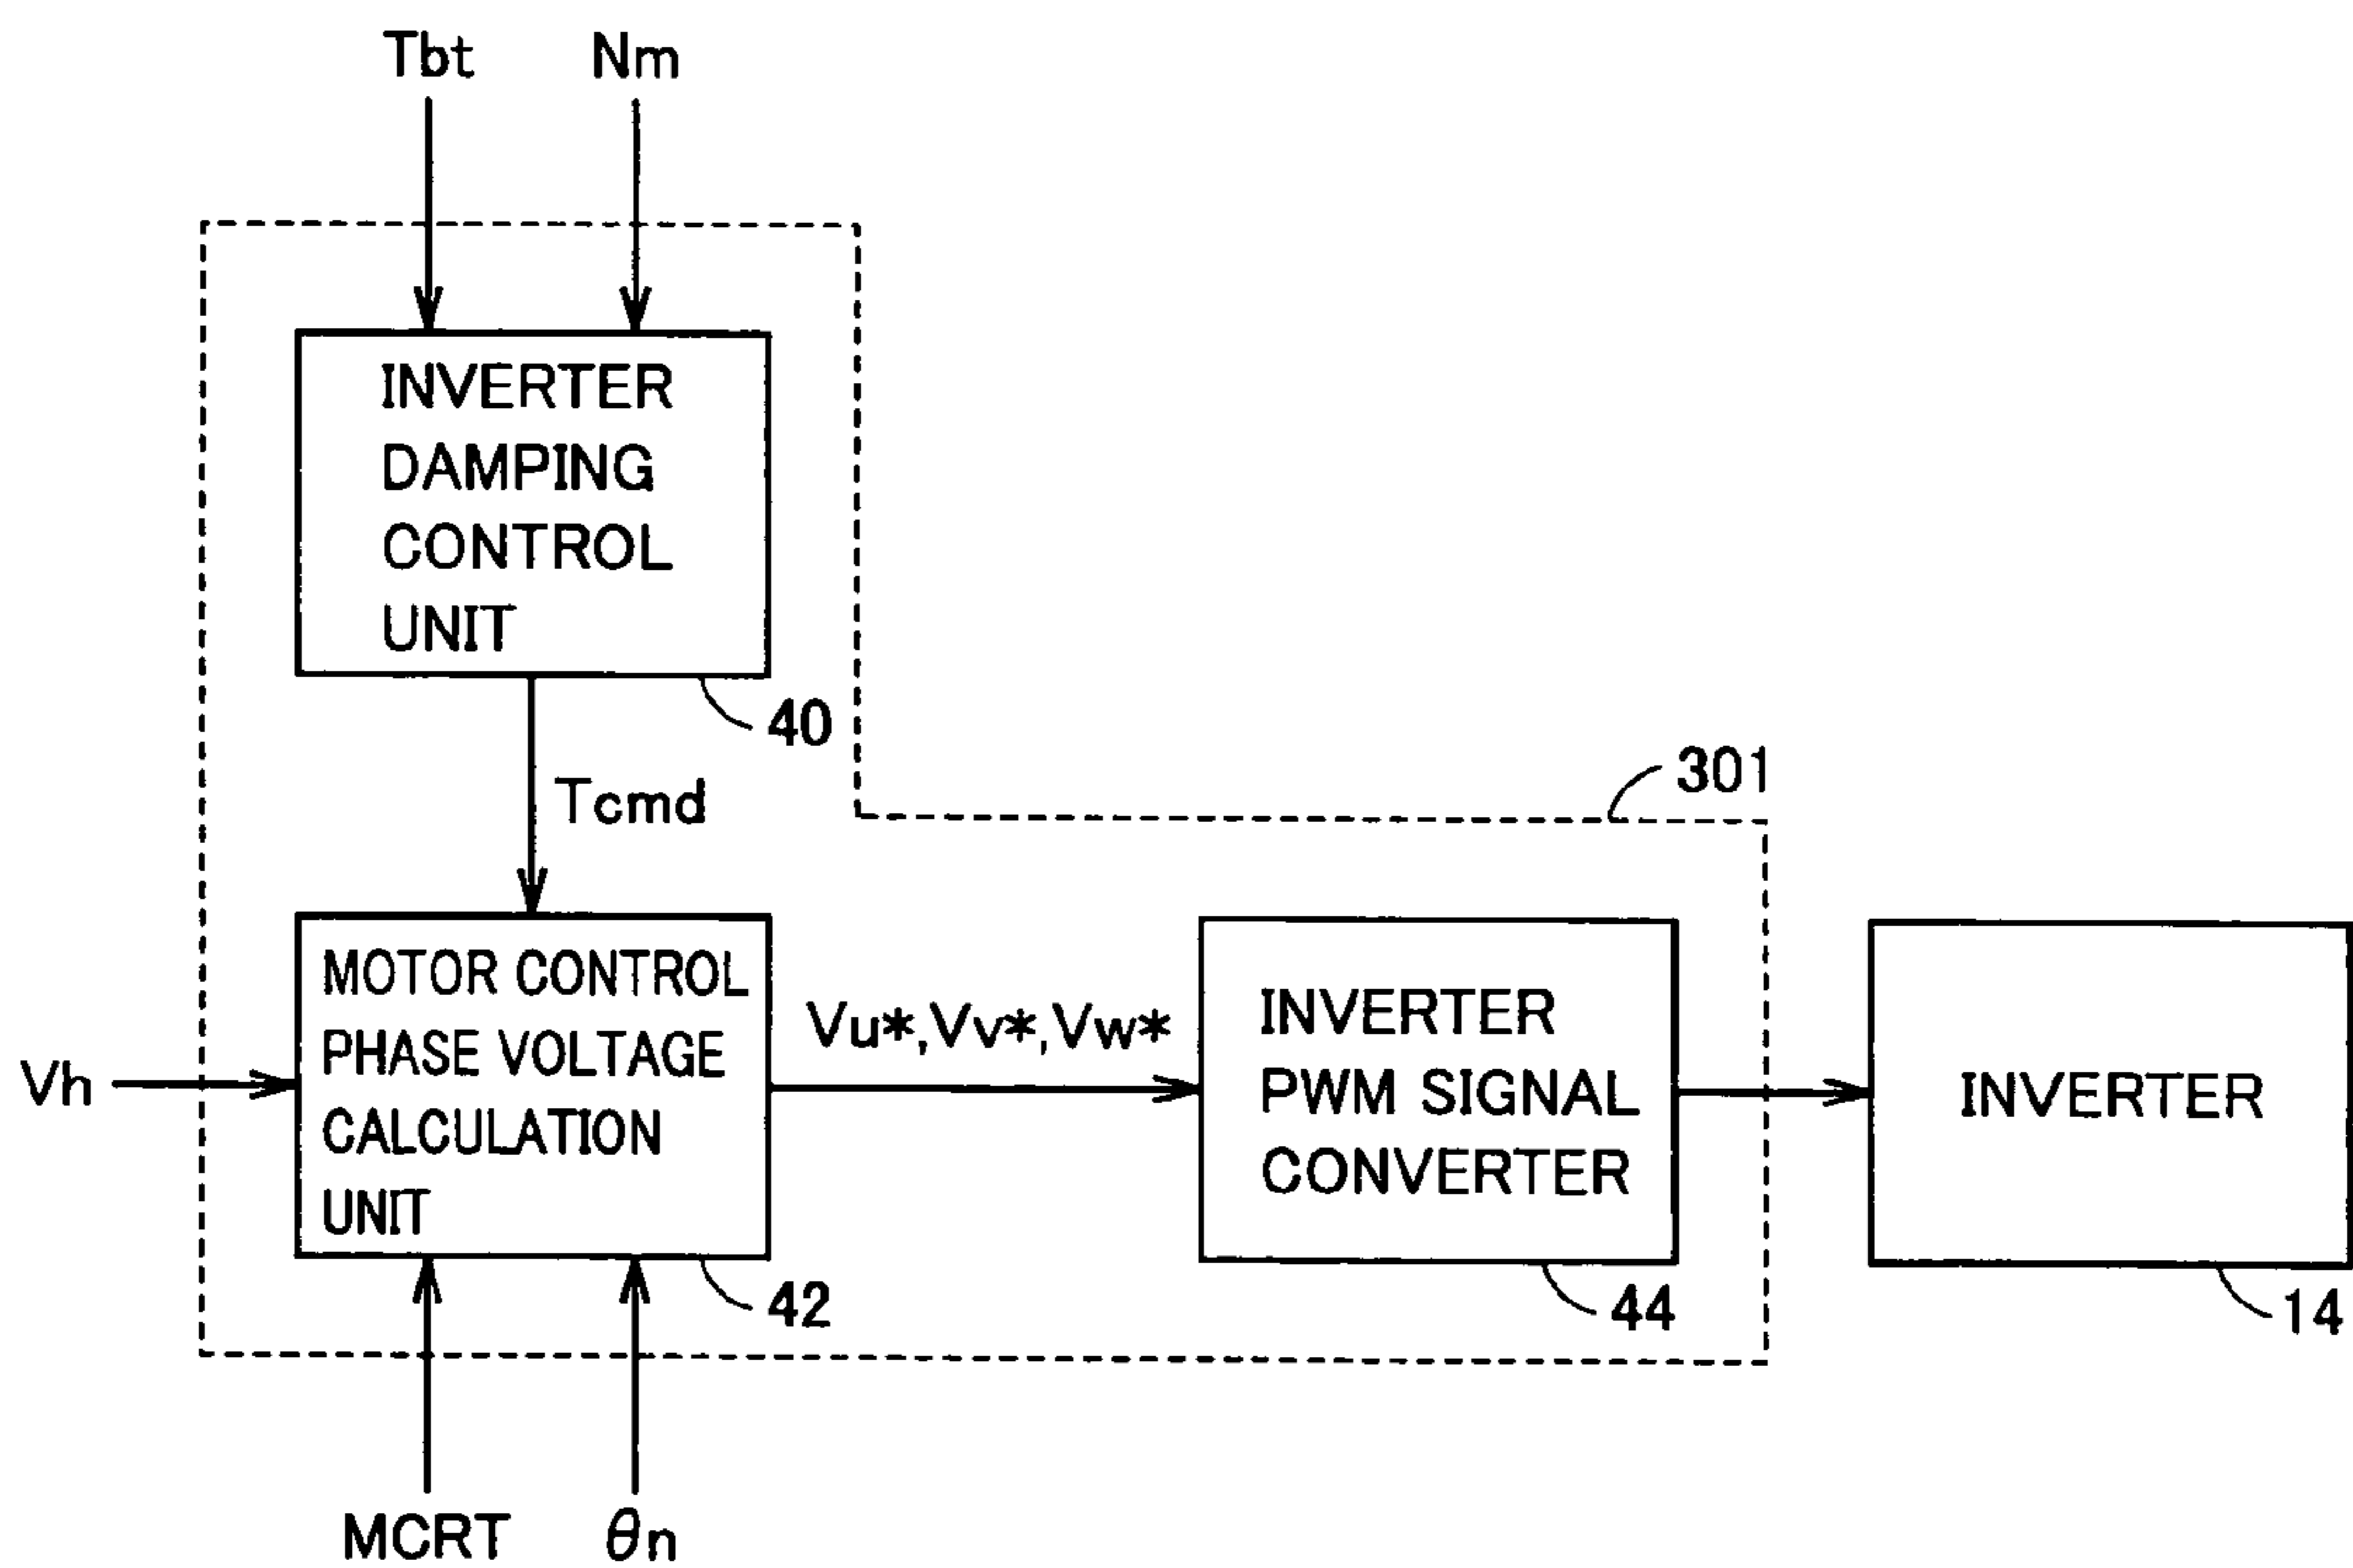 Tbt Nm
INVERTER
DAMPING
CONTROL
UNIT
40
Tcmd
301
MOTOR CONTROL
PHASE VOLTAGE
CALCULATION
UNIT
42
Vh
Vu*,Vv*,Vw*
INVERTER
PWM SIGNAL
CONVERTER
44
INVERTER
14
MCRT θn